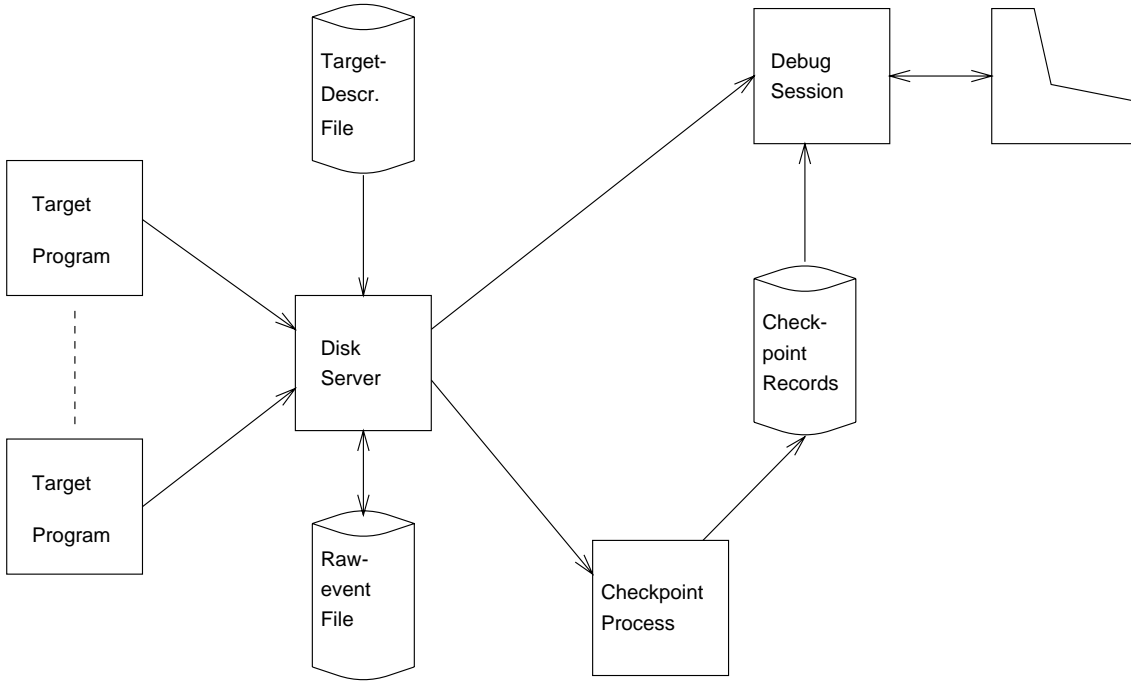 Target-
Descr.
File
Debug
Session
Target
Program
Disk
Server
Check-
point
Records
Target
Program
Raw-
event
File
Checkpoint
Process